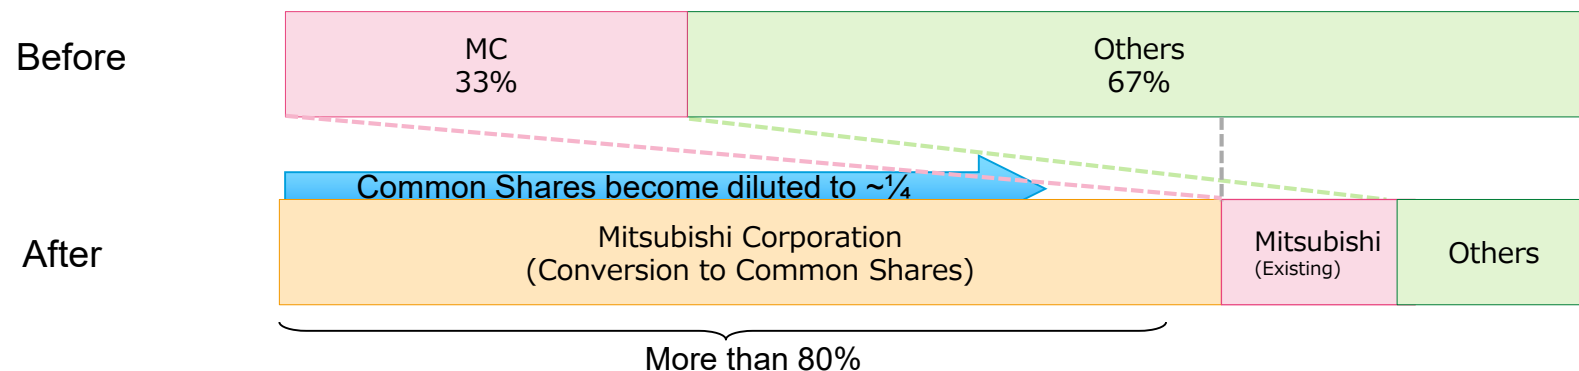 Before
MC
33%
Others
67%
Common Shares become diluted to ~¼
After
Mitsubishi Corporation
(Conversion to Common Shares)
Mitsubishi
(Existing)
Others
More than 80%